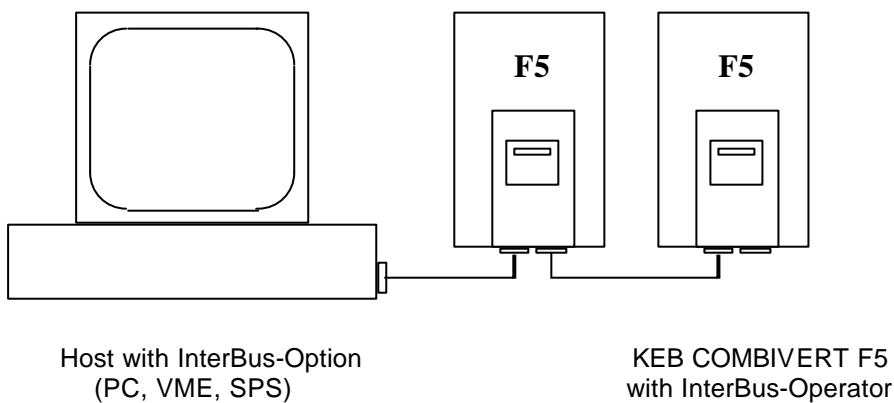 F5
F5
Host with InterBus-Option
(PC, VME, SPS)
KEB COMBIVERT F5
with InterBus-Operator